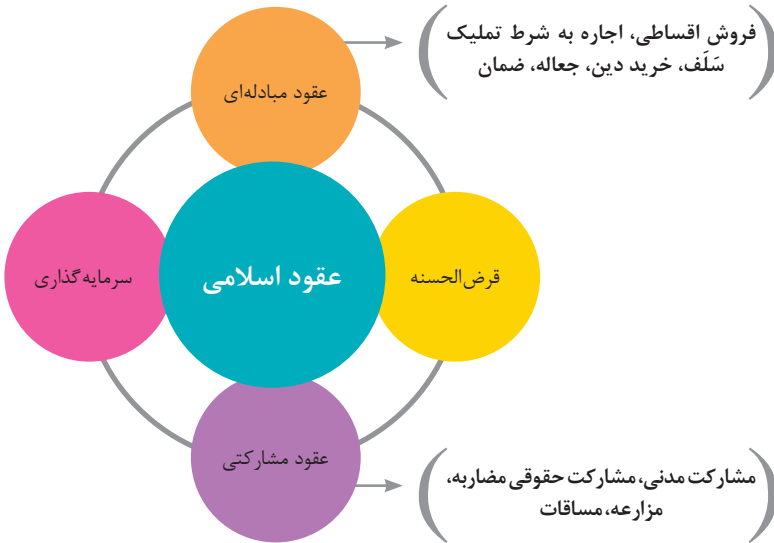 فروش اقساطی، اجاره به شرط تملیک
سَلَف، خرید دین، جعاله، ضمان
عقود مبادله‌ای
قرض‌الحسنه
عقود اسلامی
سرمایه‌گذاری
عقود مشارکتی
مشارکت مدنی، مشارکت حقوقی مضاربه،
مزارعه، مساقات